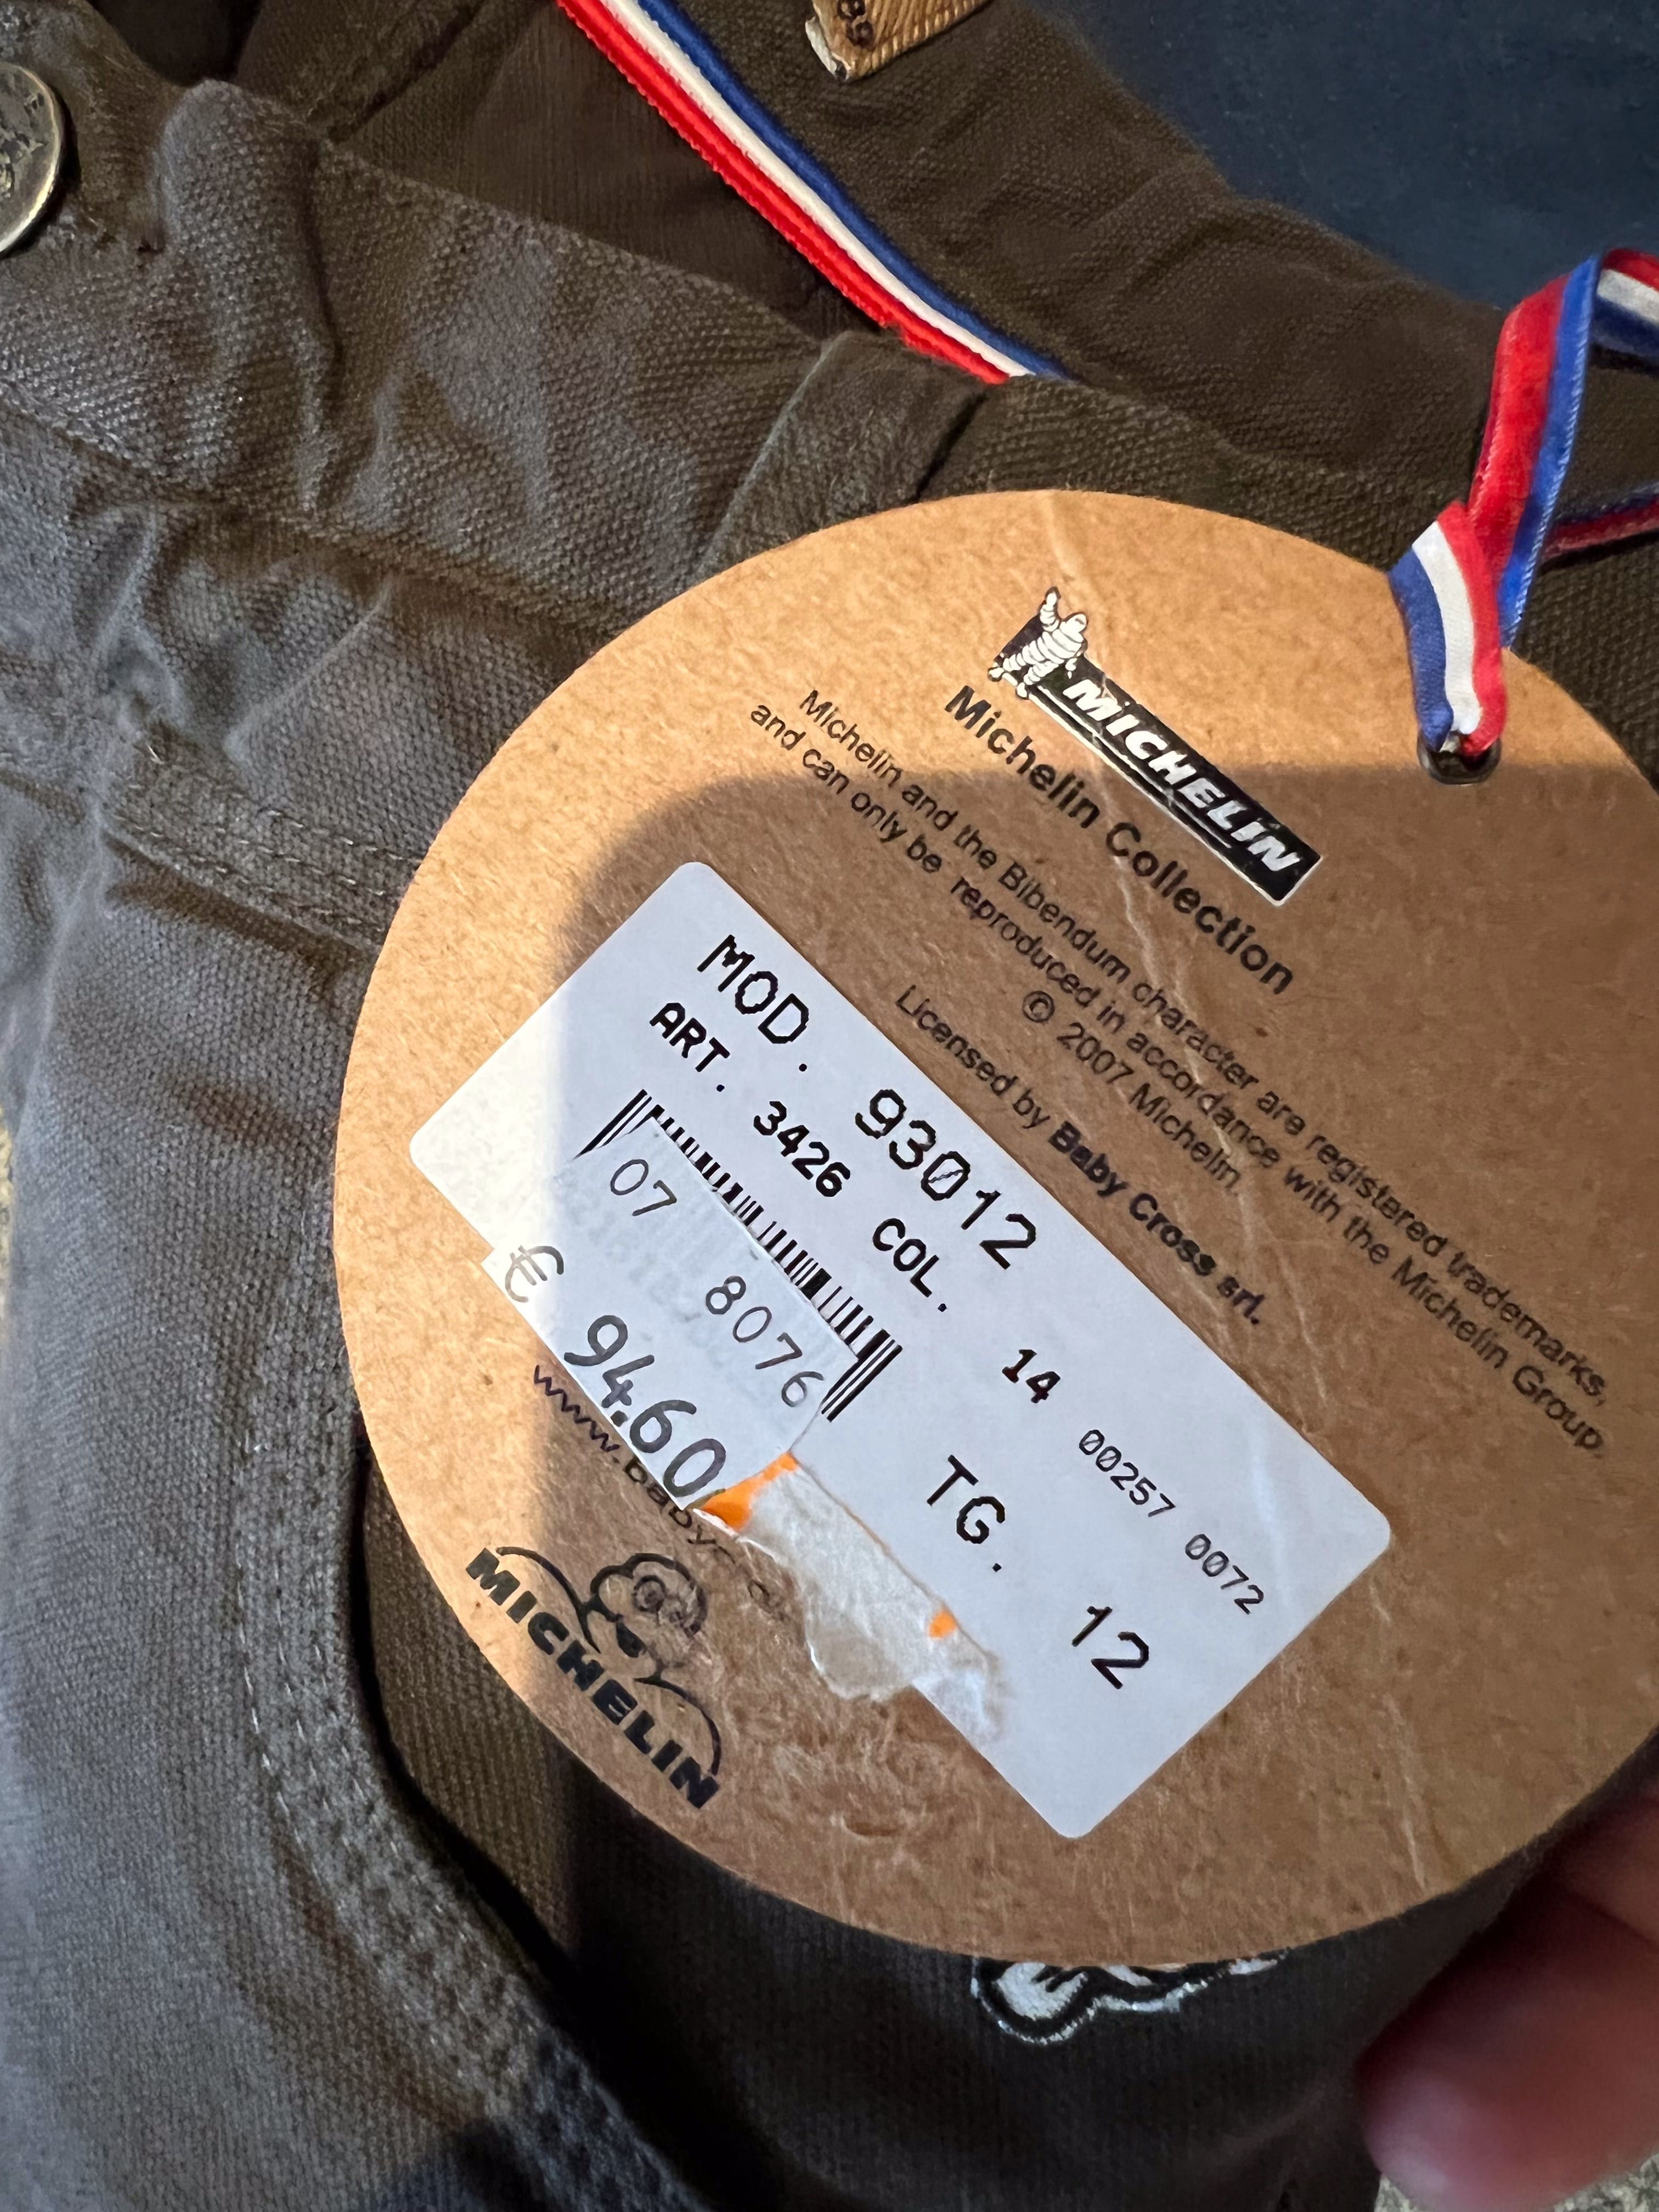 89
MICHELIN
Michelin Collection
Michelin and the Bibendum character are registered trademarks,
and can only be reproduced in accordance with the Michelin Group.
© 2007 Michelin
Licensed by Baby Cross srl.
MOD. 93012
ART. 3426 COL. 14 00257 0072
TG. 12
07 8076
€ 94.60
www.baby
MICHELIN